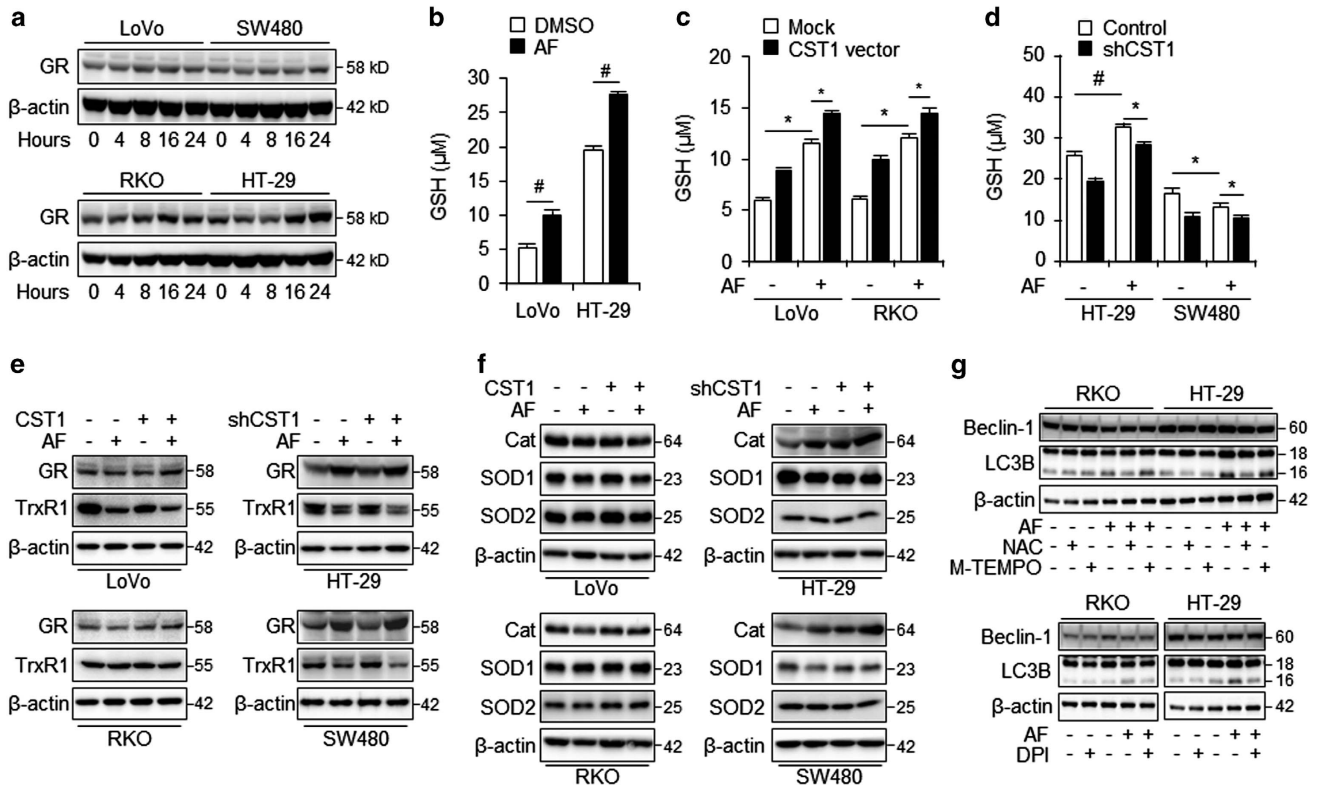 a
LoVo SW480
GR 58 kD
β-actin 42 kD
Hours 0 4 8 16 24 0 4 8 16 24
RKO HT-29
GR 58 kD
β-actin 42 kD
Hours 0 4 8 16 24 0 4 8 16 24
b
DMSO
AF
GSH (µM)
30
25
20
15
10
5
0
# #
LoVo HT-29
c
Mock
CST1 vector
GSH (µM)
20
15
10
5
0
* * * *
AF - + - +
LoVo RKO
d
Control
shCST1
GSH (µM)
50
40
30
20
10
0
# * * *
AF - + - +
HT-29 SW480
e
CST1 - - + +
AF - + - +
GR 58
TrxR1 55
β-actin 42
LoVo
shCST1 - - + +
AF - + - +
GR 58
TrxR1 55
β-actin 42
HT-29
GR 58
TrxR1 55
β-actin 42
RKO
GR 58
TrxR1 55
β-actin 42
SW480
f
CST1 - - + +
AF - + - +
Cat 64
SOD1 23
SOD2 25
β-actin 42
LoVo
shCST1 - - + +
AF - + - +
Cat 64
SOD1 23
SOD2 25
β-actin 42
HT-29
Cat 64
SOD1 23
SOD2 25
β-actin 42
RKO
Cat 64
SOD1 23
SOD2 25
β-actin 42
SW480
g
RKO HT-29
Beclin-1 60
LC3B 18
16
β-actin 42
AF - - - + + + - - - + + +
NAC - + - - + - - + - - + -
M-TEMPO - - + - - + - - + - - +
RKO HT-29
Beclin-1 60
LC3B 18
16
β-actin 42
AF - - - + + - - - + +
DPI - + - - + - + - - +